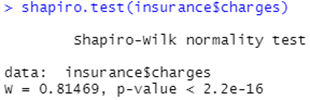 > shapiro.test(insurance$charges)
Shapiro-Wilk normality test
data: insurance$charges
W = 0.81469, p-value < 2.2e-16